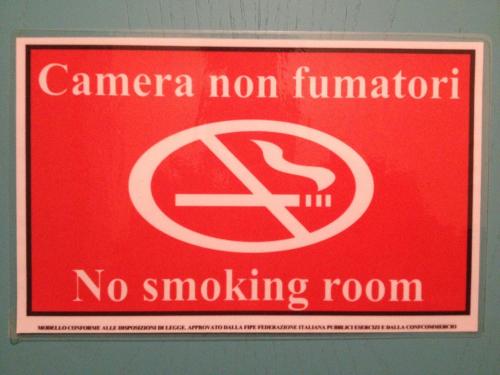 Camera non fumatori
No smoking room
MODELLO CONFORME ALLE DISPOSIZIONI DI LEGGE, APPROVATO DALLA FIPE FEDERAZIONE ITALIANA PUBBLICI ESERCIZI E DALLA CONFCOMMERCIO